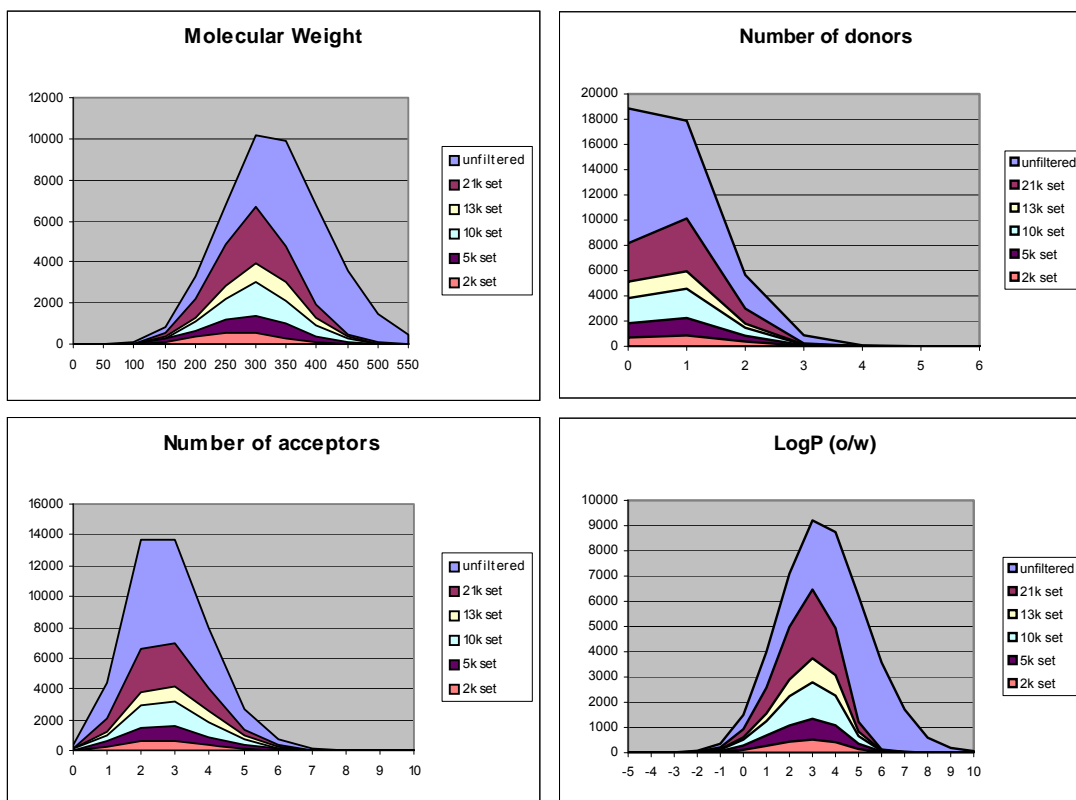 Molecular Weight
12000
10000
8000
6000
4000
2000
0
0 50 100 150 200 250 300 350 400 450 500 550
unfiltered
21k set
13k set
10k set
5k set
2k set
Number of donors
20000
18000
16000
14000
12000
10000
8000
6000
4000
2000
0
0 1 2 3 4 5 6
unfiltered
21k set
13k set
10k set
5k set
2k set
Number of acceptors
16000
14000
12000
10000
8000
6000
4000
2000
0
0 1 2 3 4 5 6 7 8 9 10
unfiltered
21k set
13k set
10k set
5k set
2k set
LogP (o/w)
10000
9000
8000
7000
6000
5000
4000
3000
2000
1000
0
-5 -4 -3 -2 -1 0 1 2 3 4 5 6 7 8 9 10
unfiltered
21k set
13k set
10k set
5k set
2k set